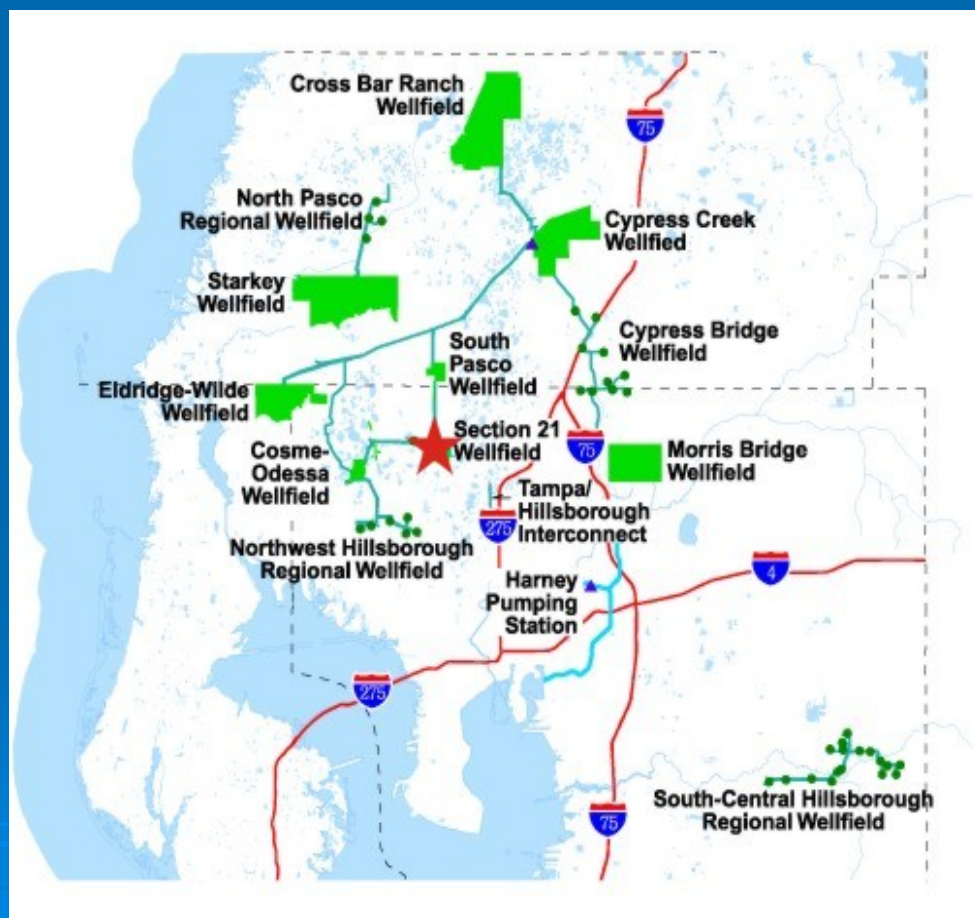 Cross Bar Ranch
Wellfield
75
North Pasco
Regional Wellfield
Cypress Creek
Wellfied
Starkey
Wellfield
Cypress Bridge
Wellfield
South
Pasco
Wellfield
Eldridge-Wilde
Wellfield
Section 21
Wellfield
75
Morris Bridge
Wellfield
Cosme-
Odessa
Wellfield
Tampa/
Hillsborough
Interconnect
275
Northwest Hillsborough
Regional Wellfield
Harney
Pumping
Station
4
275
South-Central Hillsborough
Regional Wellfield
75